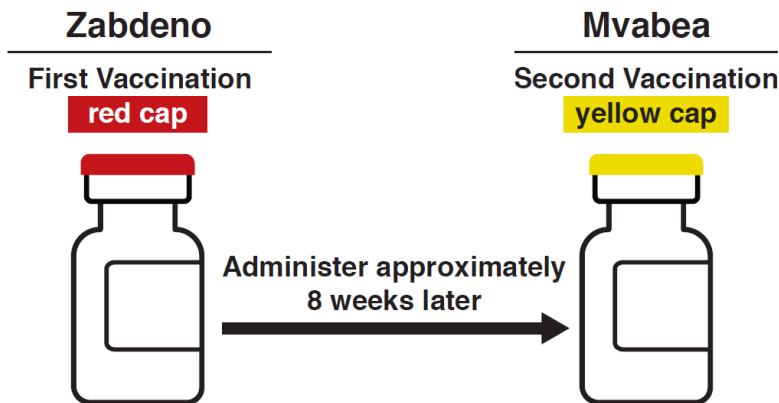 Zabdeno
First Vaccination
red cap
Administer approximately
8 weeks later
Mvabea
Second Vaccination
yellow cap